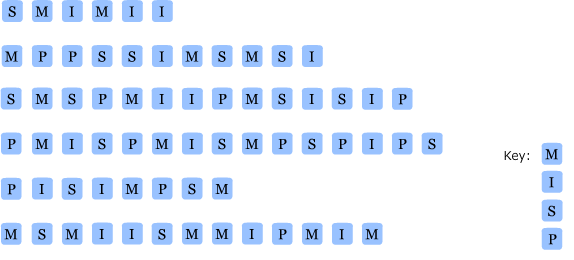 S M I M I I
M P P S S I M S M S I
S M S P M I I P M S I S I P
P M I S P M I S M P S P I P S
P I S I M P S M
M S M I I S M M I P M I M
Key: M
I
S
P